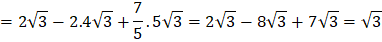 = 2√3 − 2.4√3 + 7/5 . 5√3 = 2√3 − 8√3 + 7√3 = √3